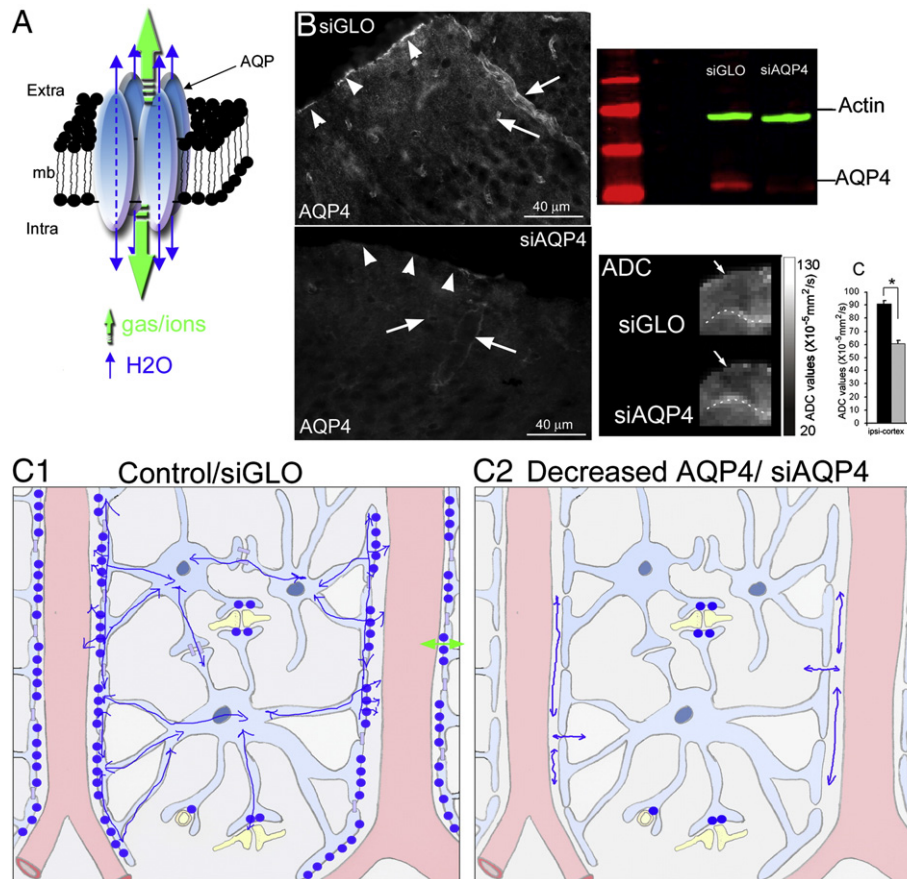 A
Extra
mb
Intra
AQP
gas/ions
H2O
B siGLO
AQP4
40 µm
siAQP4
AQP4
40 µm
siGLO siAQP4
Actin
AQP4
ADC
siGLO
siAQP4
130
ADC values (X10⁻⁵mm²/s)
20
C
*
ADC values (X10⁻⁵mm²/s)
100
90
80
70
60
50
40
30
20
10
0
ipsi-cortex
C1 Control/siGLO
C2 Decreased AQP4/ siAQP4